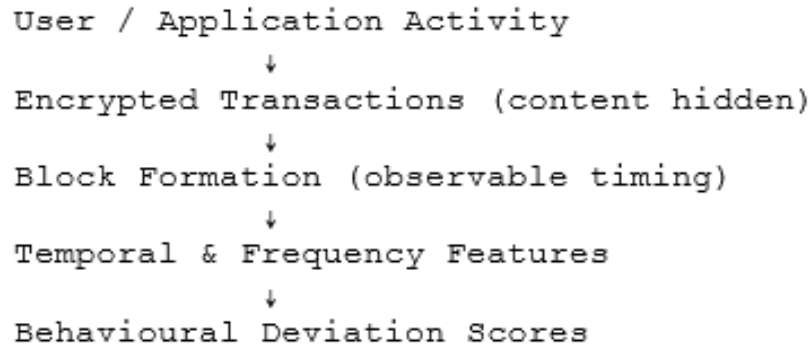 User / Application Activity
↓
Encrypted Transactions (content hidden)
↓
Block Formation (observable timing)
↓
Temporal & Frequency Features
↓
Behavioural Deviation Scores